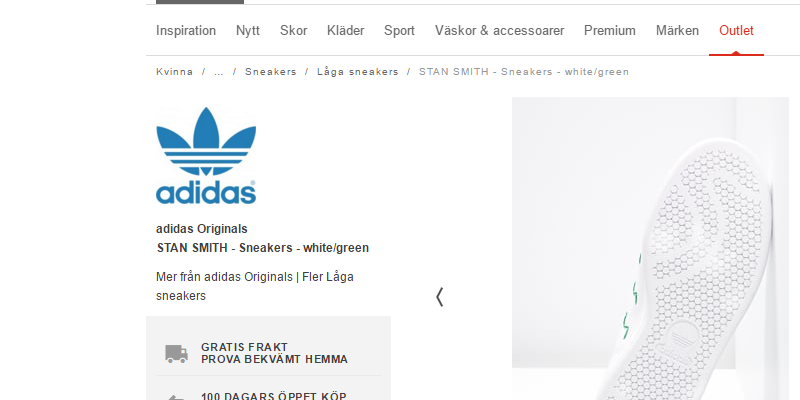 Inspiration Nytt Skor Kläder Sport Väskor & accessoarer Premium Märken Outlet
Kvinna / ... / Sneakers / Låga sneakers / STAN SMITH - Sneakers - white/green
adidas®
adidas Originals
STAN SMITH - Sneakers - white/green
Mer från adidas Originals | Fler Låga
sneakers
GRATIS FRAKT
PROVA BEKVÄMT HEMMA
100 DAGARS ÖPPET KÖP